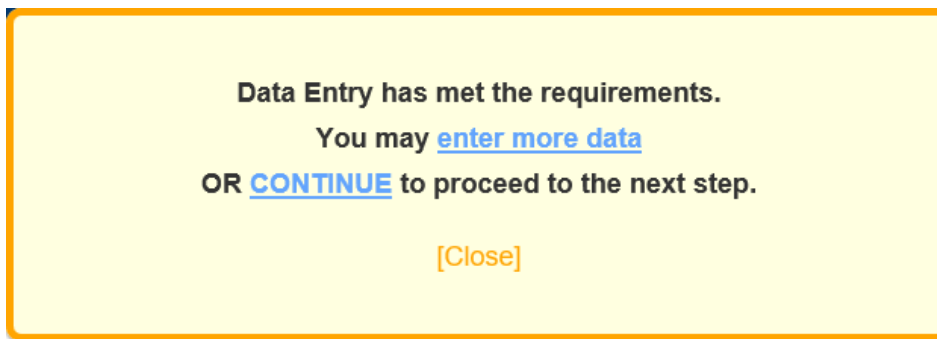 Data Entry has met the requirements.
You may enter more data
OR CONTINUE to proceed to the next step.
[Close]